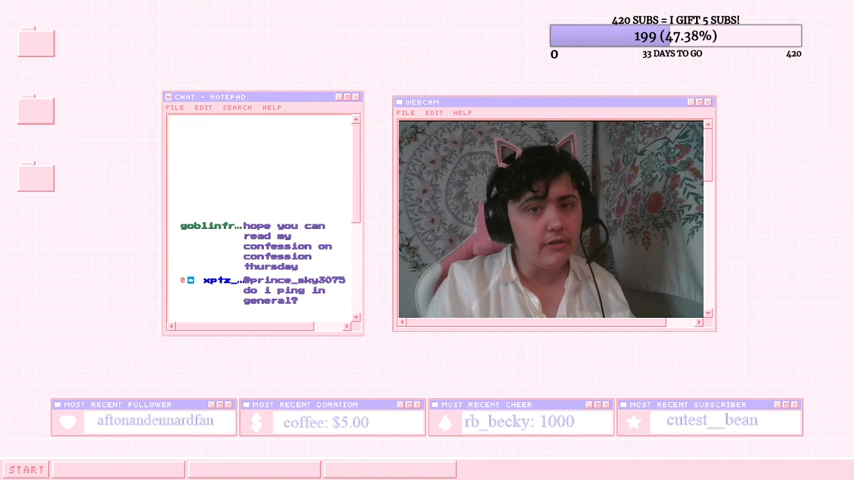 420 SUBS = I GIFT 5 SUBS!
199 (47.38%)
0
33 DAYS TO GO
420
CHAT - NOTEPAD
FILE EDIT SEARCH HELP
goblinfr...hope you can
read my
confession on
confession
thursday
xptz_...@prince_sky3075
do i ping in
general?
WEBCAM
FILE EDIT HELP
MOST RECENT FOLLOWER
aftonandennardfan
MOST RECENT DONATION
coffee: $5.00
MOST RECENT CHEER
rb_becky: 1000
MOST RECENT SUBSCRIBER
cutest__bean
START